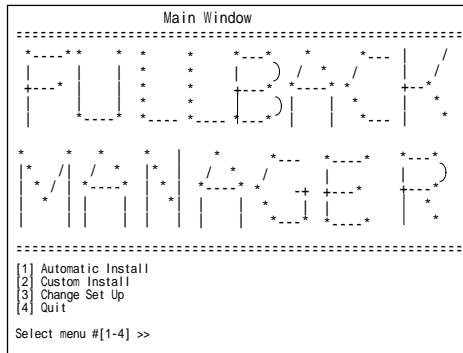 Main Window
FULLBACK
MANAGER
[1] Automatic Install
[2] Custom Install
[3] Change Set Up
[4] Quit
Select menu #[1-4] >>